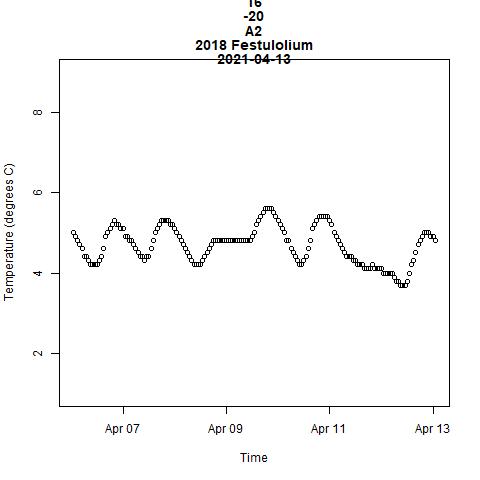 16
-20
A2
2018 Festulolium
2021-04-13
Temperature (degrees C)
8
6
4
2
Apr 07
Apr 09
Apr 11
Apr 13
Time